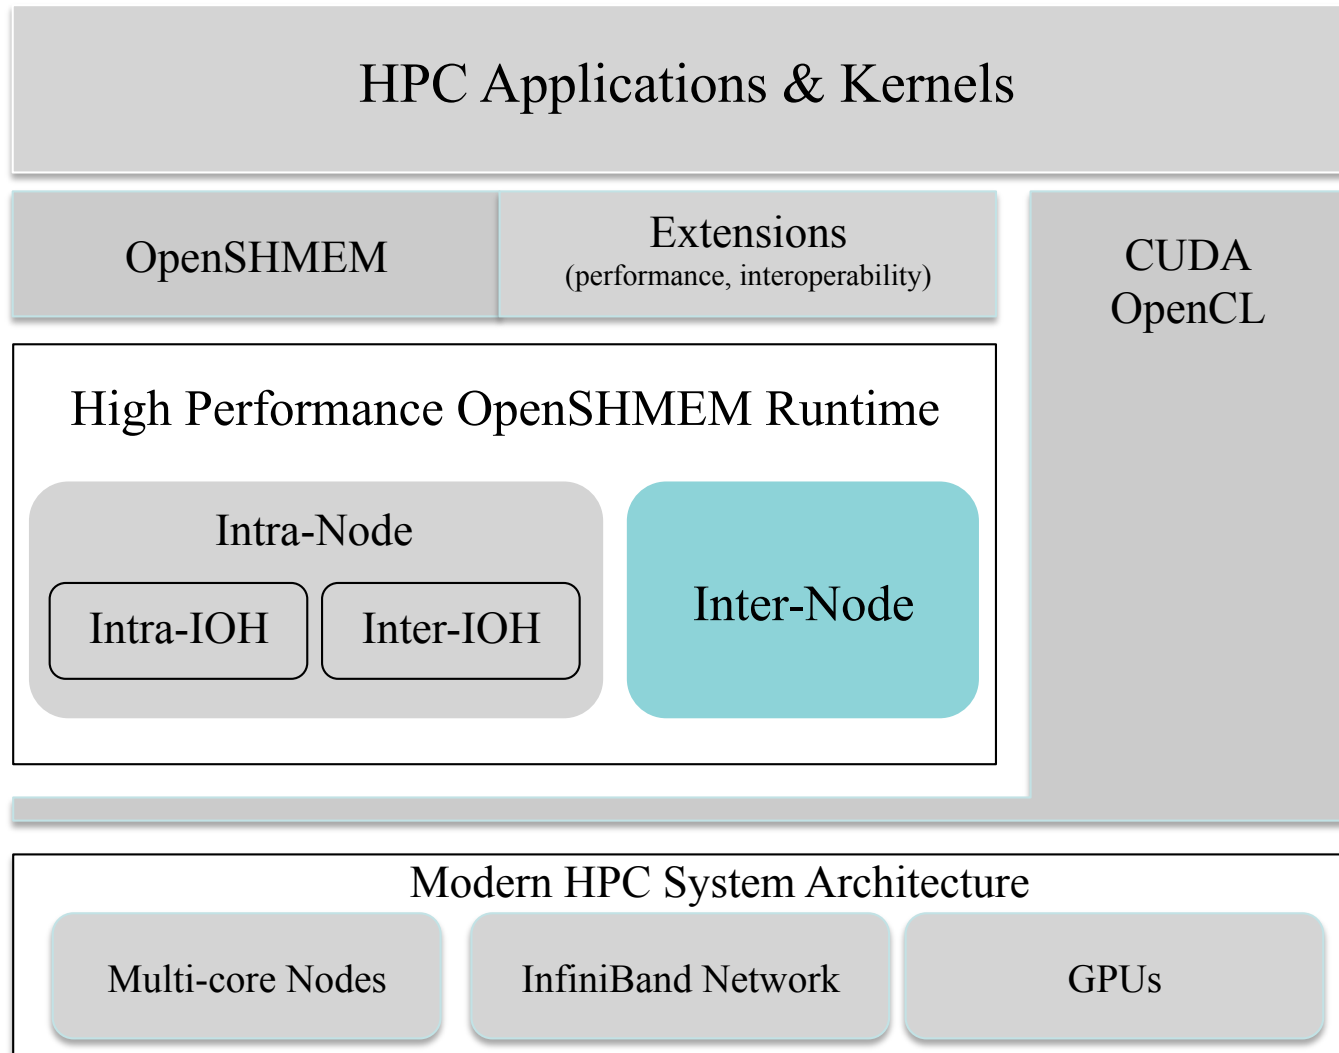 HPC Applications & Kernels
OpenSHMEM
Extensions
(performance, interoperability)
CUDA
OpenCL
High Performance OpenSHMEM Runtime
Intra-Node
Intra-IOH
Inter-IOH
Inter-Node
Modern HPC System Architecture
Multi-core Nodes
InfiniBand Network
GPUs